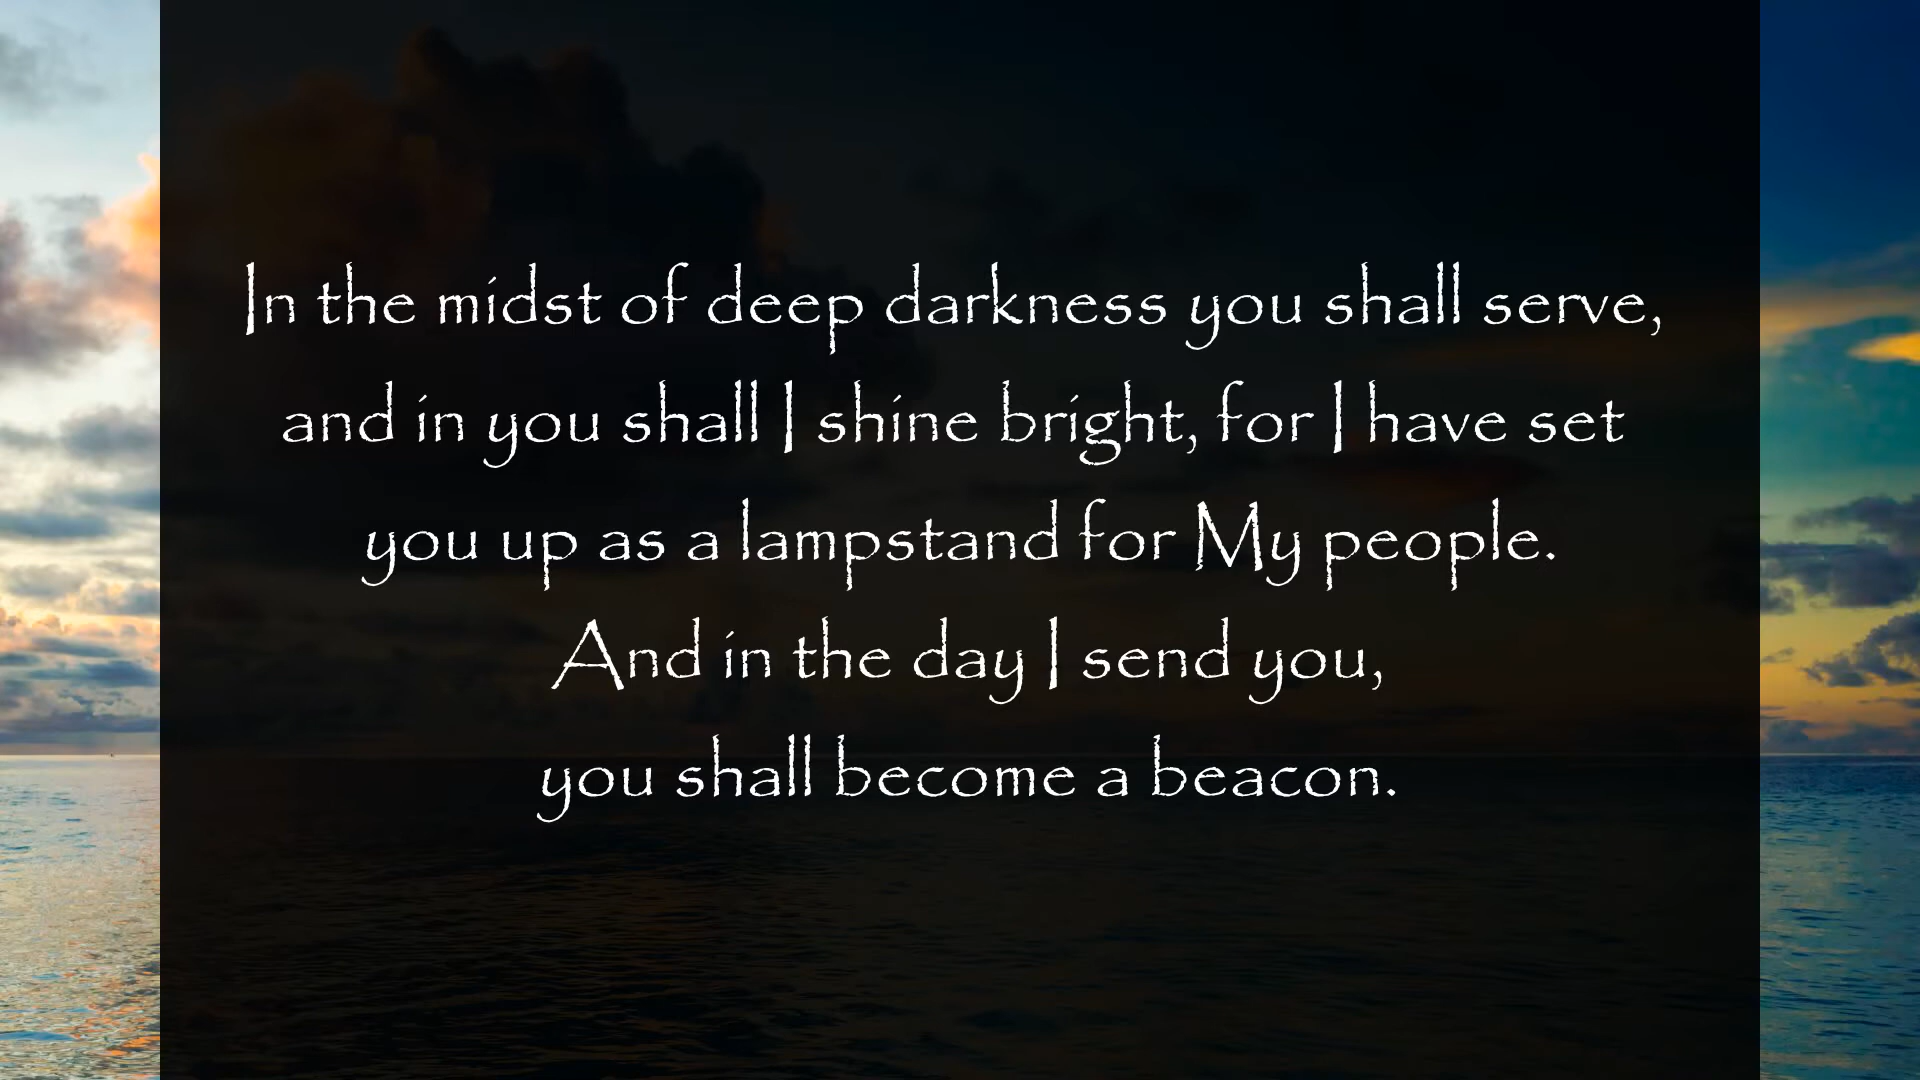 In the midst of deep darkness you shall serve,
and in you shall I shine bright, for I have set
you up as a lampstand for My people.
And in the day I send you,
you shall become a beacon.